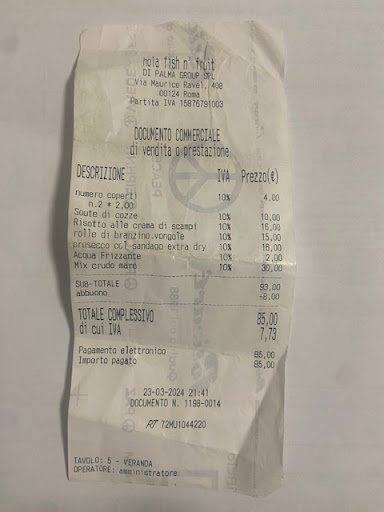 nola fish n' fruit
DI PALMA GROUP SRL
Via Maurice Ravel, 408
00124 Roma
Partita IVA 15876791003
DOCUMENTO COMMERCIALE
di vendita o prestazione
DESCRIZIONE IVA Prezzo(€)
numero coperti 10% 4,00
n.2 * 2,00
Soute di cozze 10% 10,00
Risotto alle crema di scampi 10% 16,00
rolle di branzino.vongole 10% 15,00
prosecco col sandago extra dry 10% 16,00
Acqua Frizzante 10% 2,00
Mix crudo mare 10% 30,00
SUB-TOTALE 93,00
abbuono -8,00
TOTALE COMPLESSIVO 85,00
di cui IVA 7,73
Pagamento elettronico 85,00
Importo pagato 85,00
23-03-2024 21:41
DOCUMENTO N. 1198-0014
RT 72MU1044220
TAVOLO: 5 - VERANDA
OPERATORE: amministratore